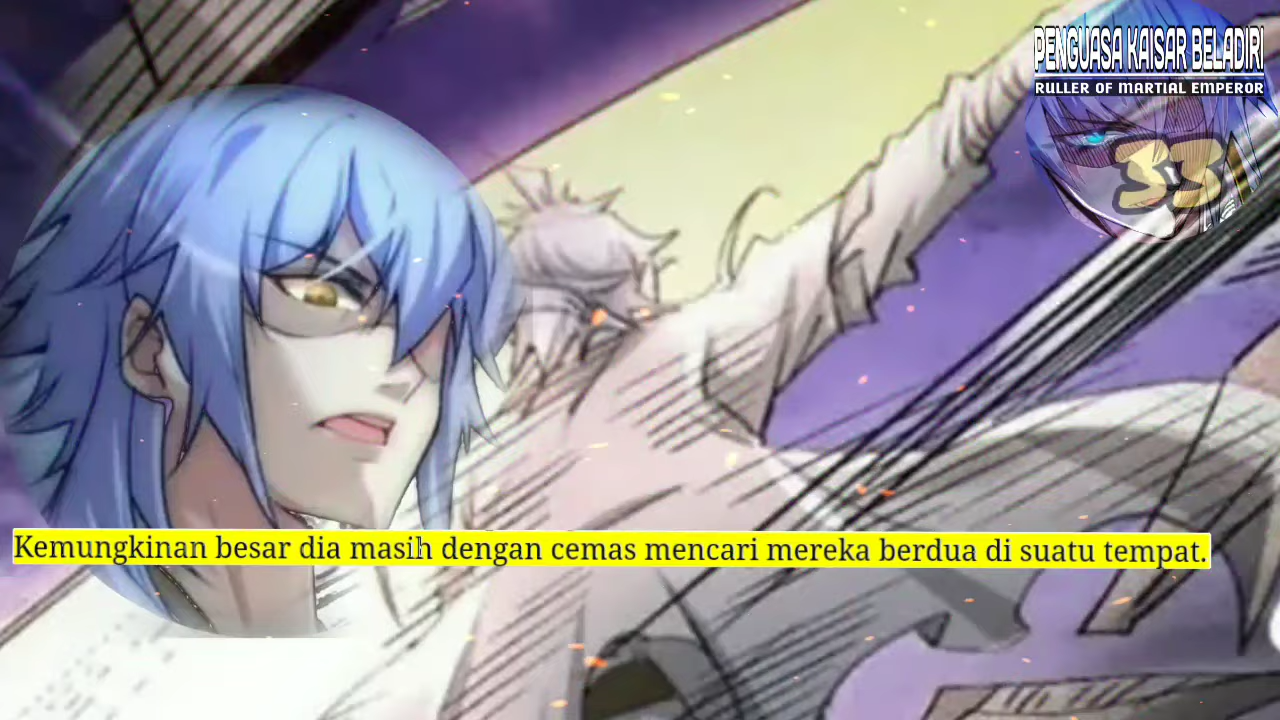 PENGUASA KAISAR BELADIRI
RULLER OF MARTIAL EMPEROR
33
Kemungkinan besar dia masih dengan cemas mencari mereka berdua di suatu tempat.